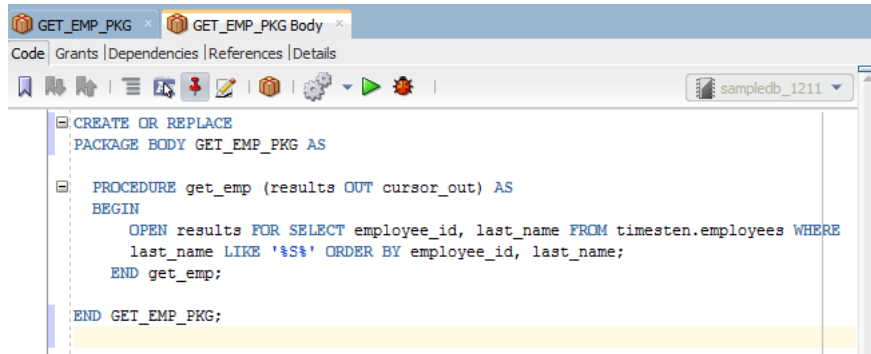 GET_EMP_PKG GET_EMP_PKG Body
Code Grants Dependencies References Details
sampledb_1211
CREATE OR REPLACE
PACKAGE BODY GET_EMP_PKG AS
PROCEDURE get_emp (results OUT cursor_out) AS
BEGIN
OPEN results FOR SELECT employee_id, last_name FROM timesten.employees WHERE
last_name LIKE '%S%' ORDER BY employee_id, last_name;
END get_emp;
END GET_EMP_PKG;